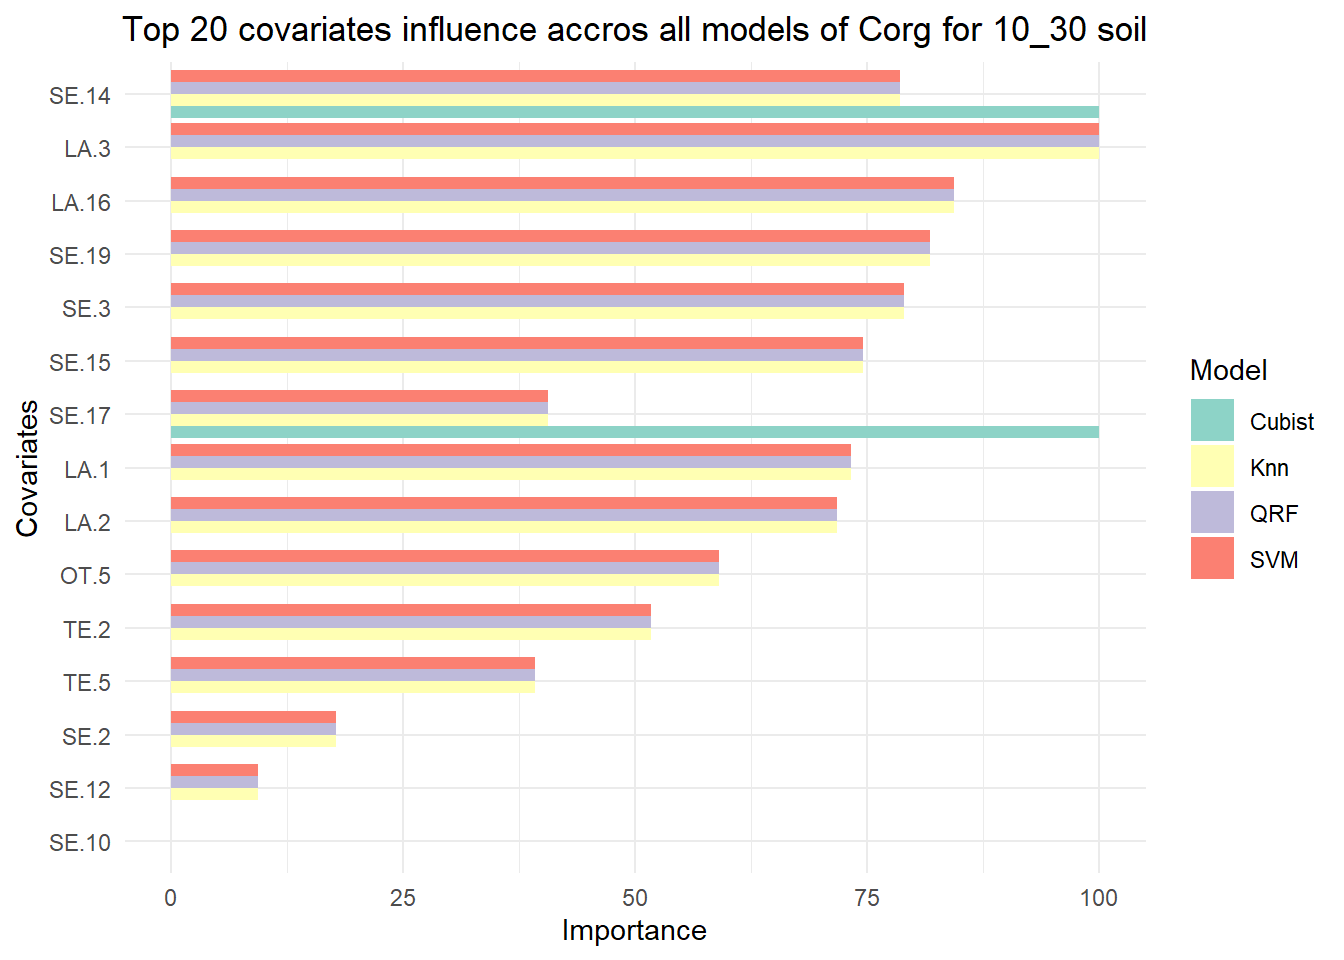 Top 20 covariates influence accros all models of Corg for 10_30 soil
SE.14
LA.3
LA.16
SE.19
SE.3
SE.15
SE.17
LA.1
LA.2
OT.5
TE.2
TE.5
SE.2
SE.12
SE.10
Covariates
0 25 50 75 100
Importance
Model
Cubist
Knn
QRF
SVM